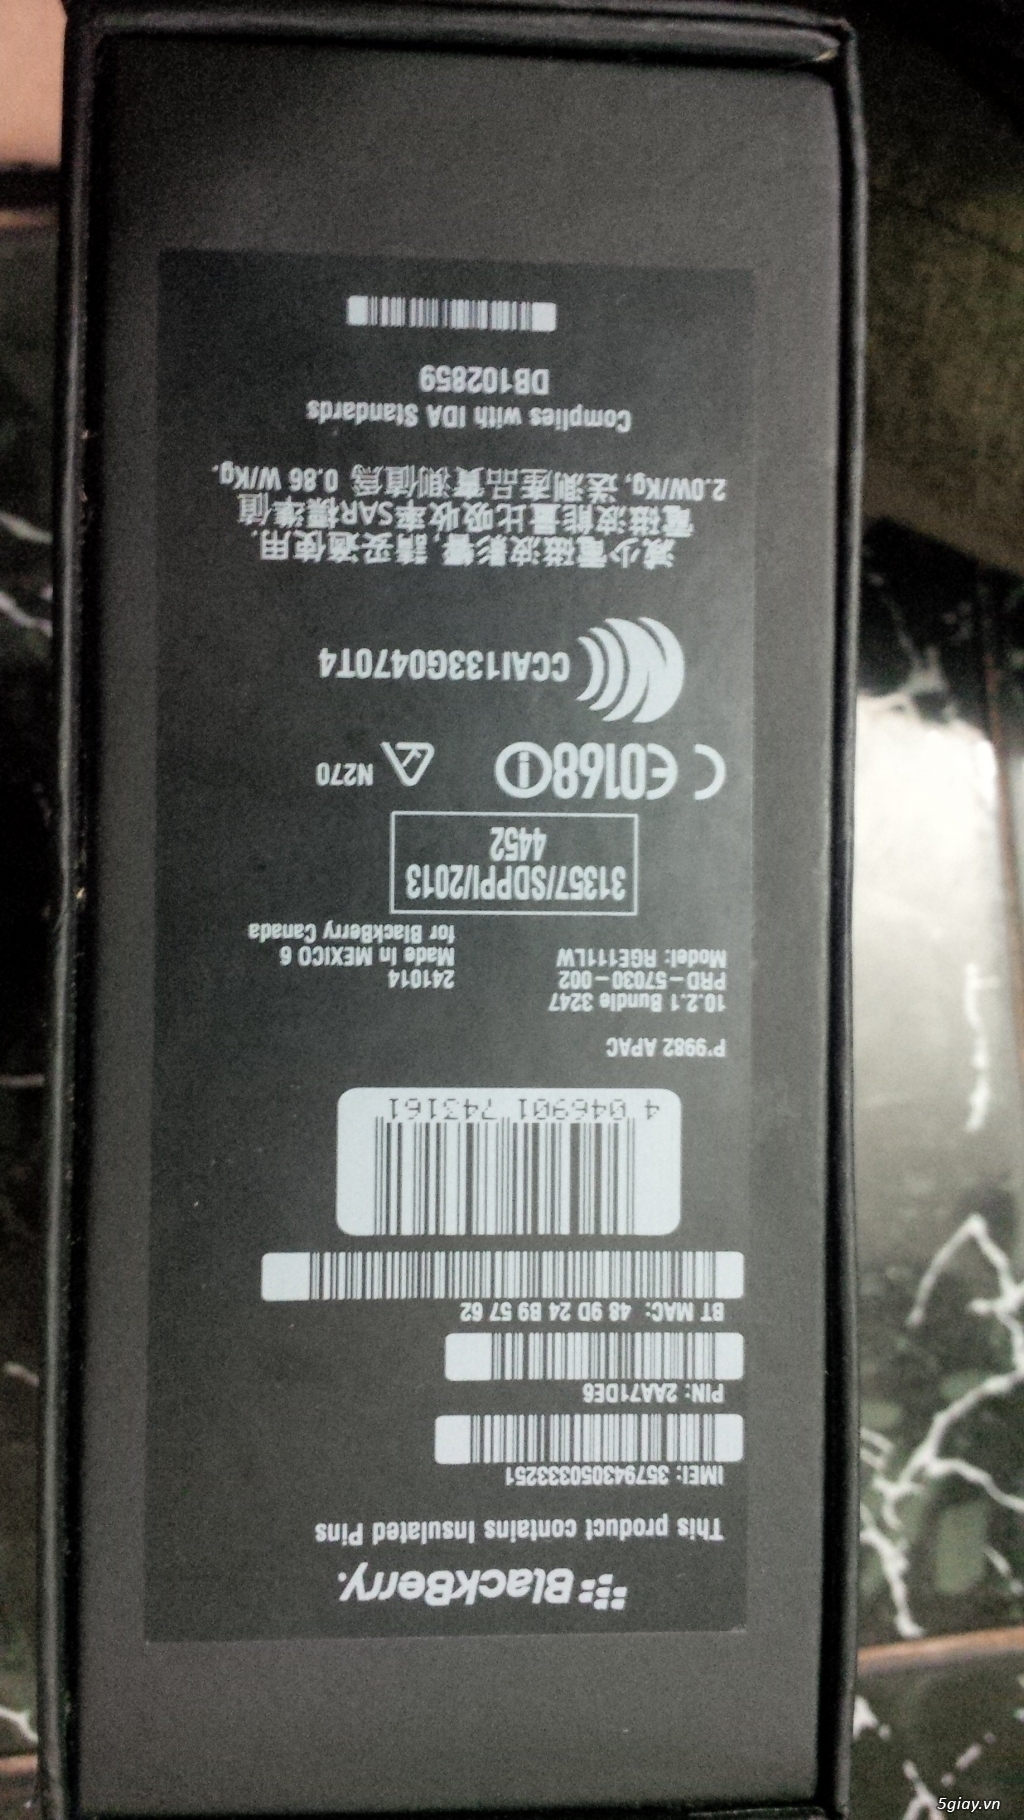 BlackBerry.
This product contains Insulated Pins
IMEI: 357943050333251
PIN: 2AA71DE6
BT MAC: 48 9D 24 B9 57 62
4 046901 743161
P'9982 APAC
10.2.1 Bundle 3247
PRD-57030-002
Model: RGE111LW
241014
Made In MEXICO 6
for BlackBerry Canada
31357/SDPPI/2013
4452
CE0168
N270
CCAI133G0470T4
減少電磁波影響,請妥適使用.
電磁波能量比吸收率SAR標準值
2.0W/Kg, 送測產品實測值為 0.86 W/Kg.
Complies with IDA Standards
DB102859
5giay.vn